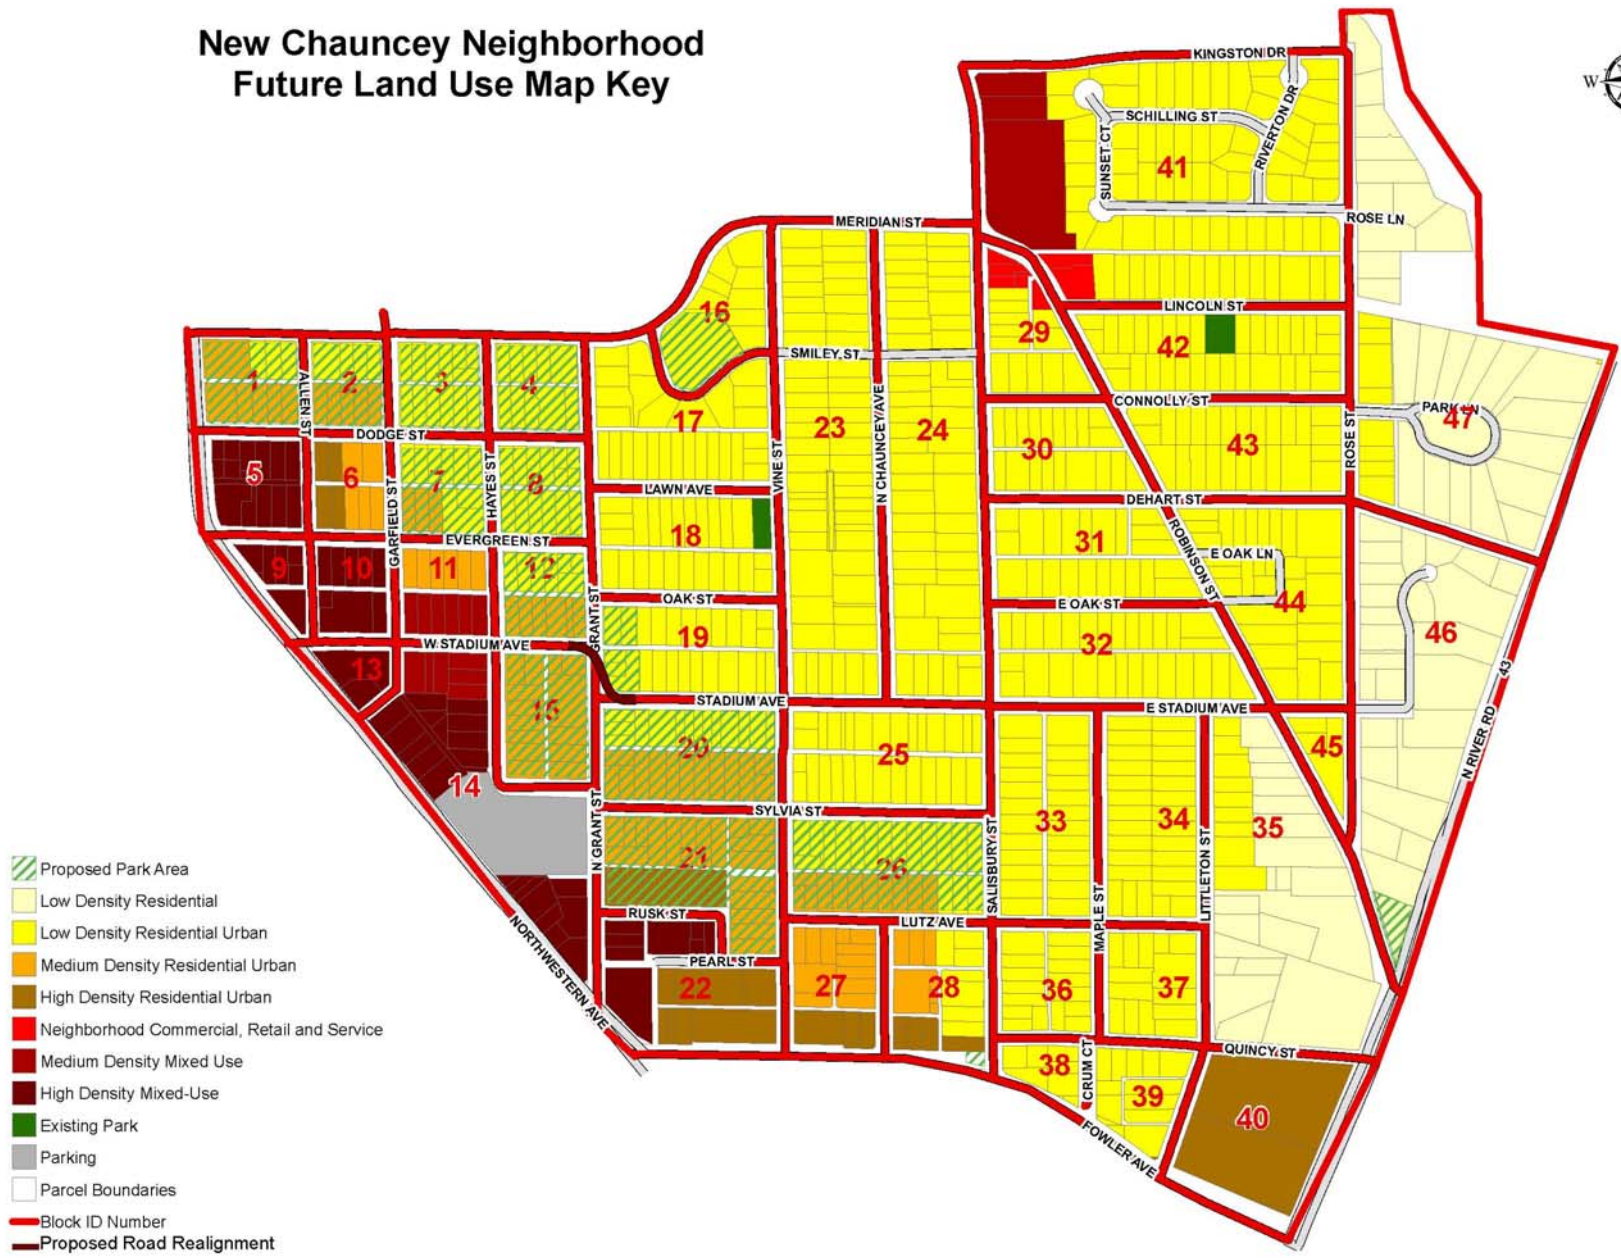 New Chauncey Neighborhood
Future Land Use Map Key
W
KINGSTON DR
SCHILLING ST
RIVERTON DR
SUNSET CT
41
ROSE LN
MERIDIAN ST
16
LINCOLN ST
29
42
SMILEY ST
1
2
3
4
ALLEN ST
N CHAUNCEY AVE
CONNOLLY ST
PARK LN
47
17
23
24
VINE ST
ROSE ST
DODGE ST
30
43
5
6
7
8
HAYES ST
GARFIELD ST
LAWN AVE
DEHART ST
18
EVERGREEN ST
31
ROBINSON ST
E OAK LN
9
10
11
12
OAK ST
E OAK ST
44
GRANT ST
19
32
46
W STADIUM AVE
13
STADIUM AVE
E STADIUM AVE
N RIVER RD
43
15
20
25
45
14
SYLVIA ST
N GRANT ST
33
34
35
SALISBURY ST
LITTLETON ST
MAPLE ST
21
26
RUSK ST
LUTZ AVE
PEARL ST
NORTHWESTERN AVE
22
27
28
36
37
QUINCY ST
38
CRUM CT
39
40
FOWLER AVE
Proposed Park Area
Low Density Residential
Low Density Residential Urban
Medium Density Residential Urban
High Density Residential Urban
Neighborhood Commercial, Retail and Service
Medium Density Mixed Use
High Density Mixed-Use
Existing Park
Parking
Parcel Boundaries
Block ID Number
Proposed Road Realignment